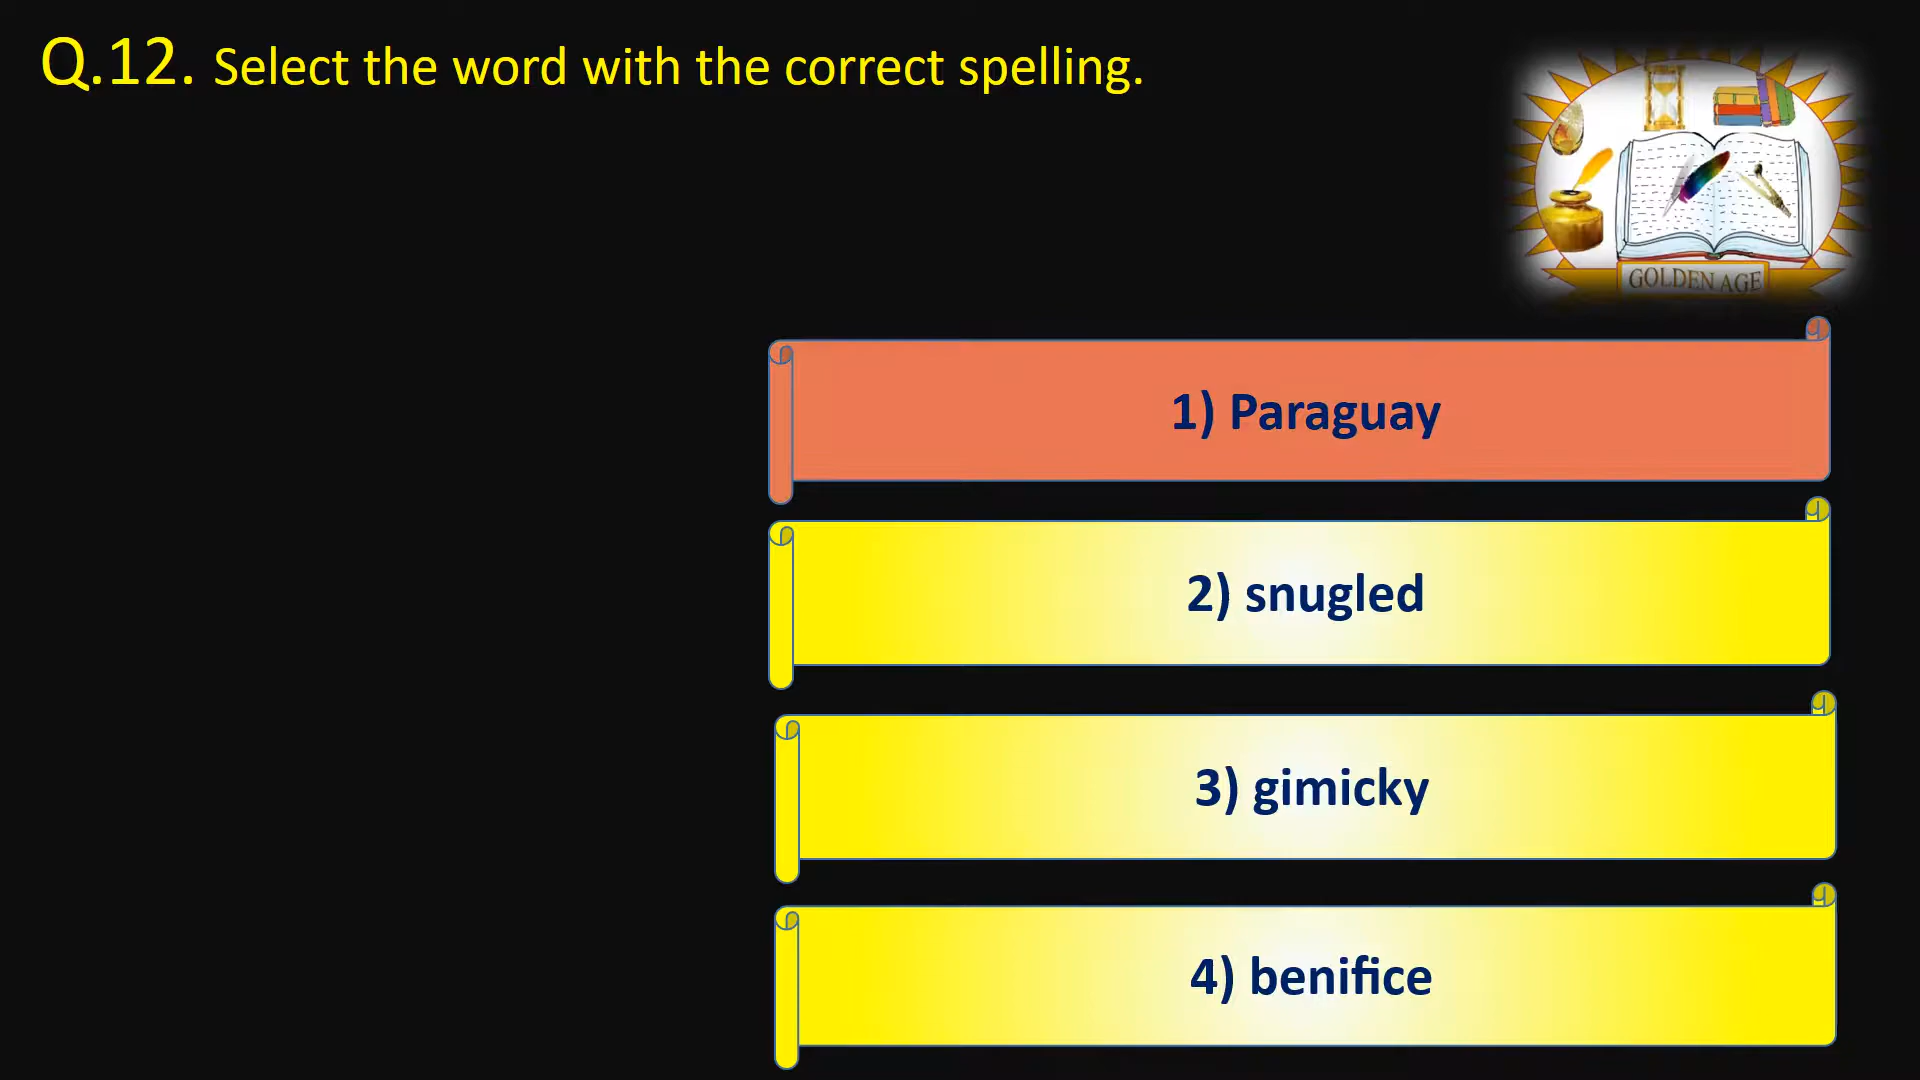 Q.12. Select the word with the correct spelling.
GOLDEN AGE
1) Paraguay
2) snugled
3) gimicky
4) benifice